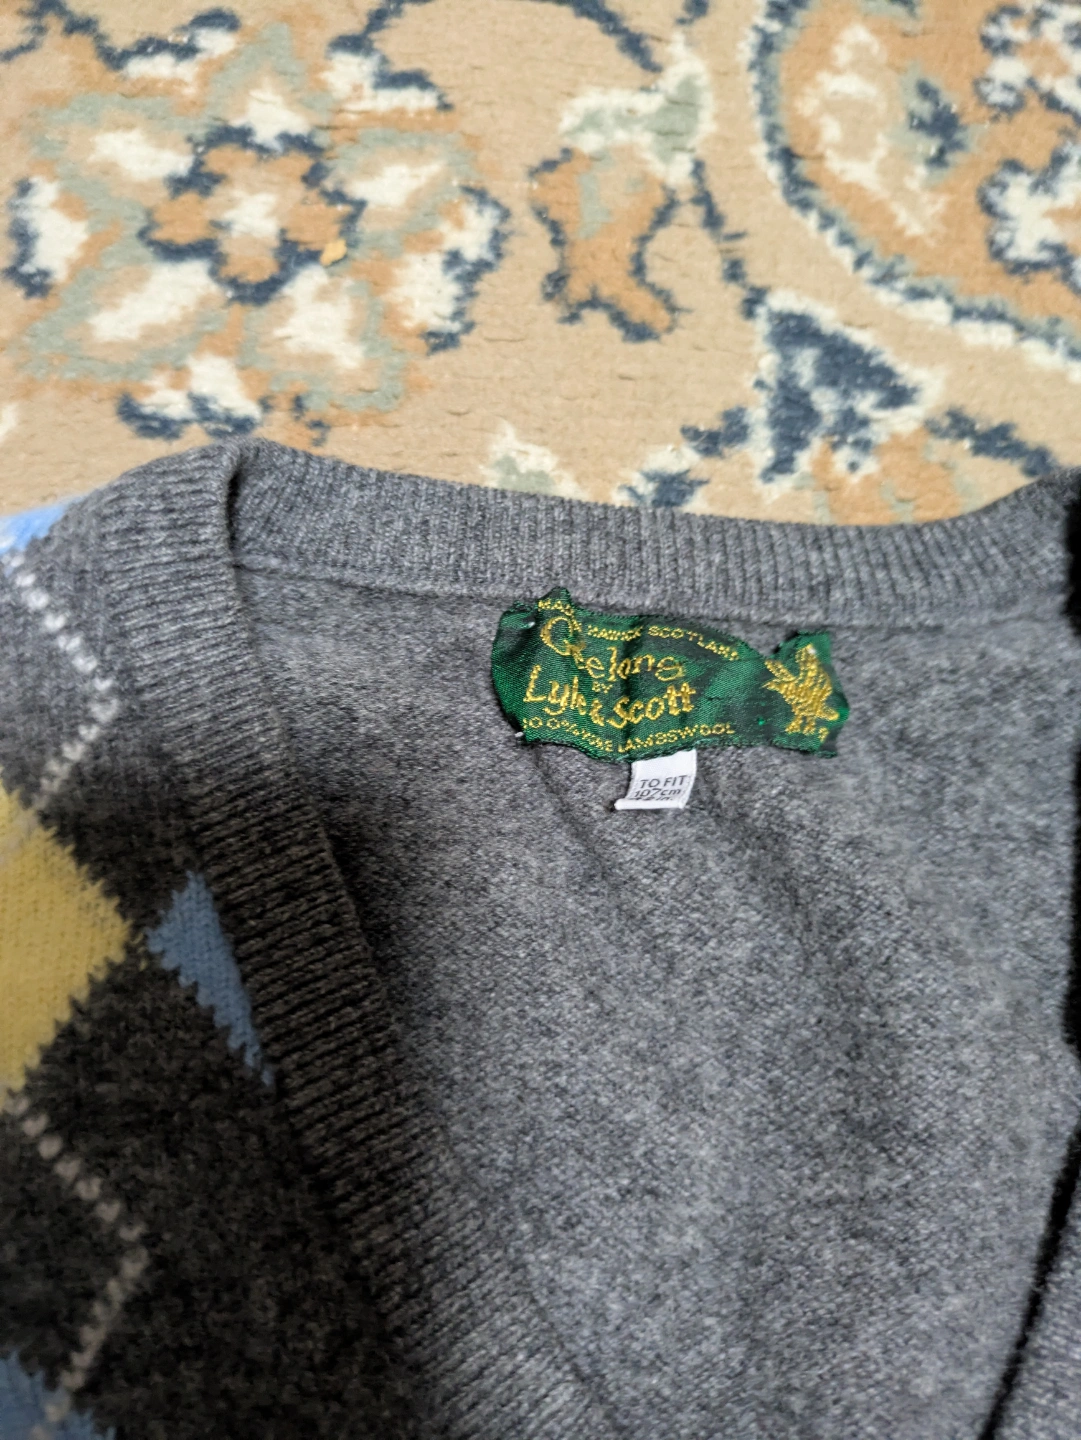 MADE IN HAWICK SCOTLAND
Geelong
BY
Lyle & Scott
100% PURE LAMBSWOOL
TO FIT
107cm